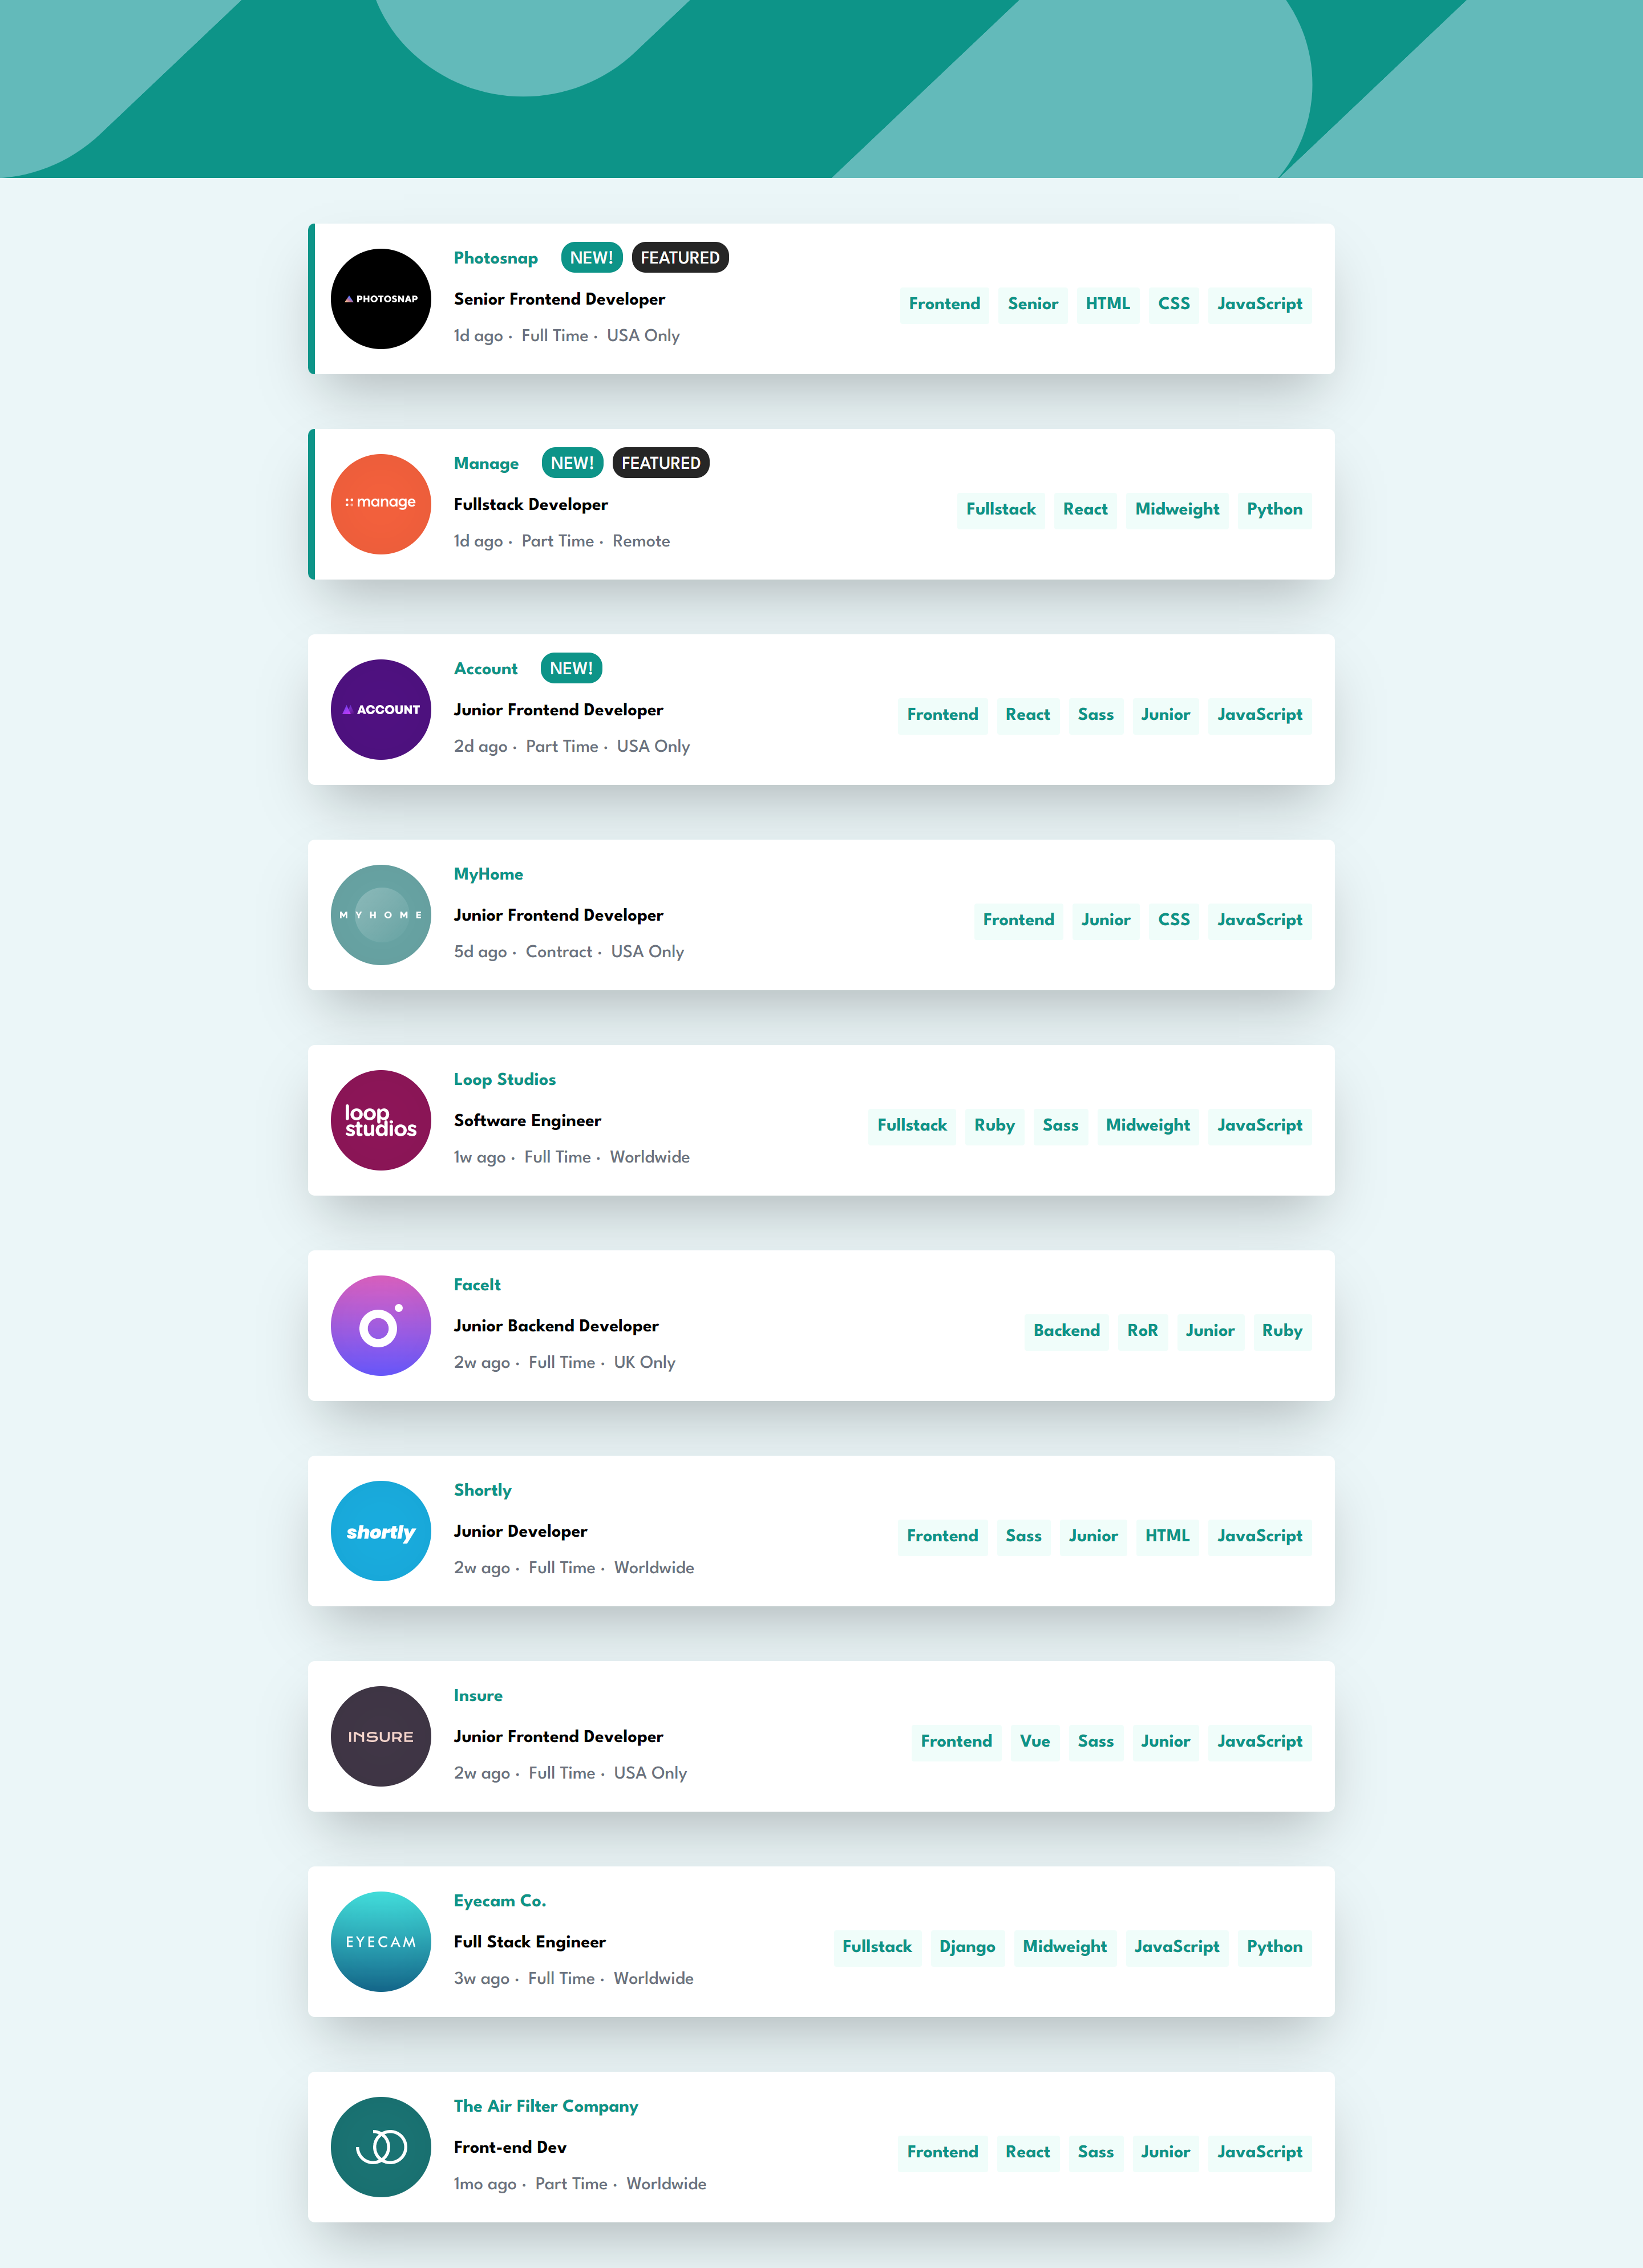 PHOTOSNAP
Photosnap NEW! FEATURED
Senior Frontend Developer
1d ago · Full Time · USA Only
Frontend Senior HTML CSS JavaScript
manage
Manage NEW! FEATURED
Fullstack Developer
1d ago · Part Time · Remote
Fullstack React Midweight Python
ACCOUNT
Account NEW!
Junior Frontend Developer
2d ago · Part Time · USA Only
Frontend React Sass Junior JavaScript
MYHOME
MyHome
Junior Frontend Developer
5d ago · Contract · USA Only
Frontend Junior CSS JavaScript
loop
studios
Loop Studios
Software Engineer
1w ago · Full Time · Worldwide
Fullstack Ruby Sass Midweight JavaScript
FaceIt
Junior Backend Developer
2w ago · Full Time · UK Only
Backend RoR Junior Ruby
shortly
Shortly
Junior Developer
2w ago · Full Time · Worldwide
Frontend Sass Junior HTML JavaScript
INSURE
Insure
Junior Frontend Developer
2w ago · Full Time · USA Only
Frontend Vue Sass Junior JavaScript
EYECAM
Eyecam Co.
Full Stack Engineer
3w ago · Full Time · Worldwide
Fullstack Django Midweight JavaScript Python
The Air Filter Company
Front-end Dev
1mo ago · Part Time · Worldwide
Frontend React Sass Junior JavaScript